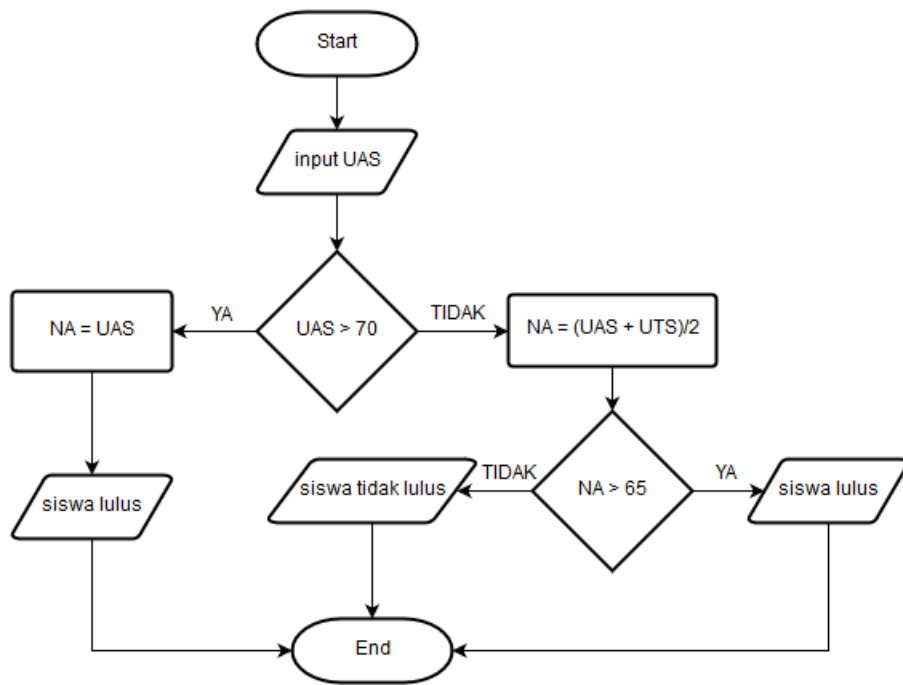 Start
input UAS
UAS > 70
YA
TIDAK
NA = UAS
NA = (UAS + UTS)/2
NA > 65
TIDAK
YA
siswa lulus
siswa tidak lulus
siswa lulus
End